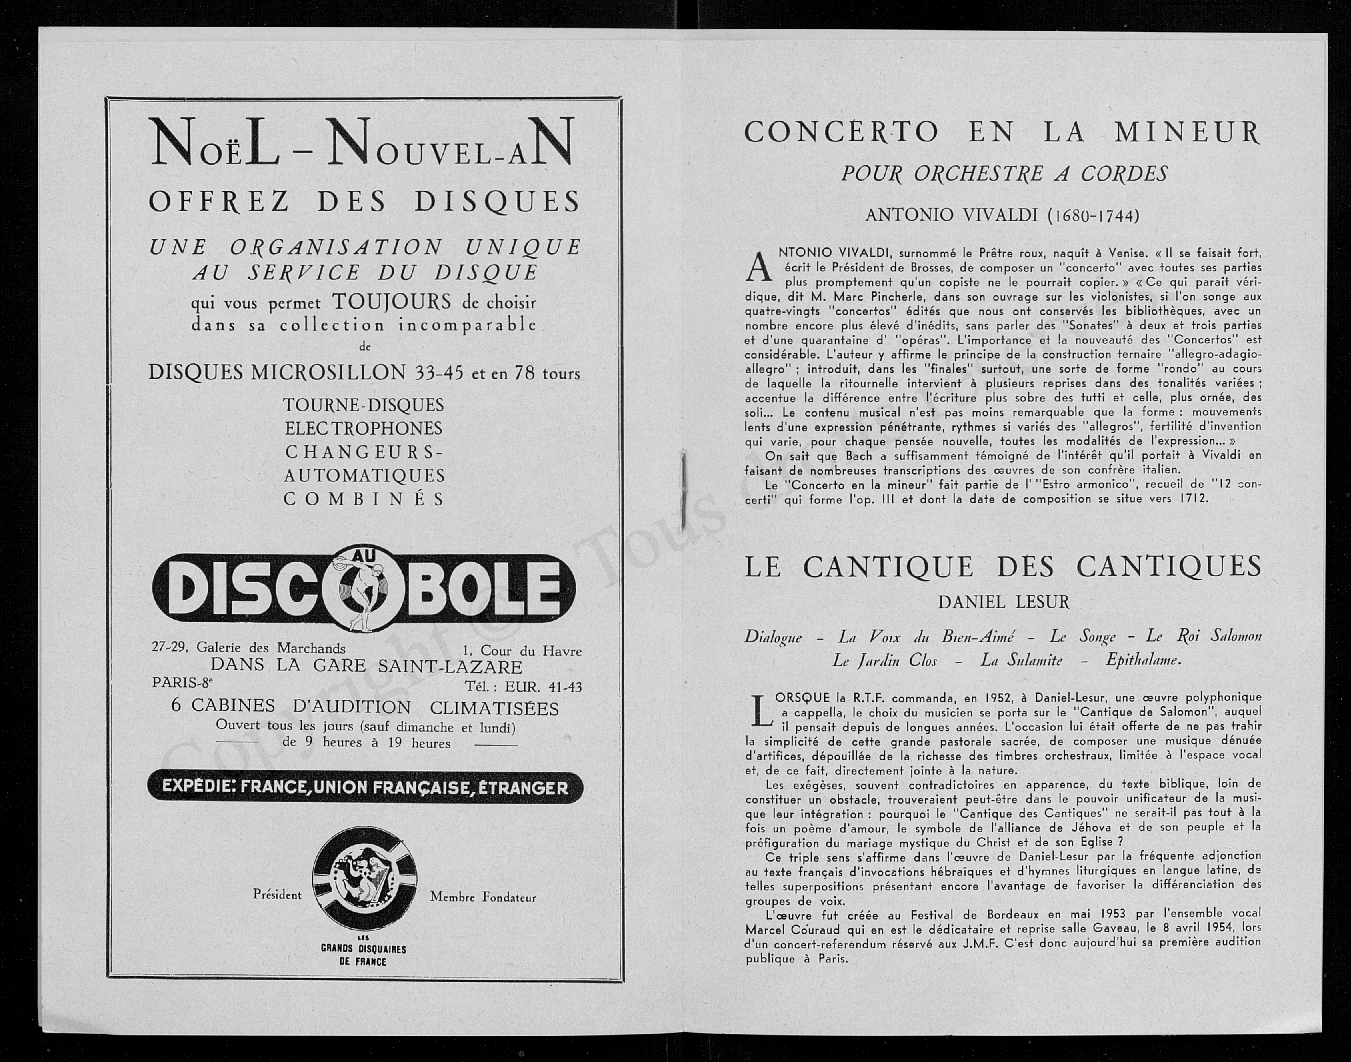 NOËL – NOUVEL-AN
OFFREZ DES DISQUES
UNE ORGANISATION UNIQUE
AU SERVICE DU DISQUE
qui vous permet TOUJOURS de choisir
dans sa collection incomparable
de
DISQUES MICROSILLON 33-45 et en 78 tours
TOURNE-DISQUES
ELECTROPHONES
CHANGEURS-
AUTOMATIQUES
COMBINÉS
AU
DISCOBOLE
27-29, Galerie des Marchands 1, Cour du Havre
DANS LA GARE SAINT-LAZARE
PARIS-8e Tél. : EUR. 41-43
6 CABINES D'AUDITION CLIMATISÉES
Ouvert tous les jours (sauf dimanche et lundi)
de 9 heures à 19 heures
EXPÉDIE: FRANCE, UNION FRANÇAISE, ÉTRANGER
Président Membre Fondateur
LES
GRANDS DISQUAIRES
DE FRANCE
CONCERTO EN LA MINEUR
POUR ORCHESTRE A CORDES
ANTONIO VIVALDI (1680-1744)
ANTONIO VIVALDI, surnommé le Prêtre roux, naquit à Venise. « Il se faisait fort,
écrit le Président de Brosses, de composer un "concerto" avec toutes ses parties
plus promptement qu'un copiste ne le pourrait copier. » « Ce qui parait véri-
dique, dit M. Marc Pincherle, dans son ouvrage sur les violonistes, si l'on songe aux
quatre-vingts "concertos" édités que nous ont conservés les bibliothèques, avec un
nombre encore plus élevé d'inédits, sans parler des "Sonates" à deux et trois parties
et d'une quarantaine d' "opéras". L'importance et la nouveauté des "Concertos" est
considérable. L'auteur y affirme le principe de la construction ternaire "allegro-adagio-
allegro" ; introduit, dans les "finales" surtout, une sorte de forme "rondo" au cours
de laquelle la ritournelle intervient à plusieurs reprises dans des tonalités variées ;
accentue la différence entre l'écriture plus sobre des tutti et celle, plus ornée, des
soli... Le contenu musical n'est pas moins remarquable que la forme : mouvements
lents d'une expression pénétrante, rythmes si variés des "allegros", fertilité d'invention
qui varie, pour chaque pensée nouvelle, toutes les modalités de l'expression... »
On sait que Bach a suffisamment témoigné de l'intérêt qu'il portait à Vivaldi en
faisant de nombreuses transcriptions des œuvres de son confrère italien.
Le "Concerto en la mineur" fait partie de l' "Estro armonico", recueil de "12 con-
certi" qui forme l'op. III et dont la date de composition se situe vers 1712.
LE CANTIQUE DES CANTIQUES
DANIEL LESUR
Dialogue – La Voix du Bien-Aimé – Le Songe – Le Roi Salomon
Le Jardin Clos – La Sulamite – Epithalame.
LORSQUE la R.T.F. commanda, en 1952, à Daniel-Lesur, une œuvre polyphonique
a cappella, le choix du musicien se porta sur le "Cantique de Salomon", auquel
il pensait depuis de longues années. L'occasion lui était offerte de ne pas trahir
la simplicité de cette grande pastorale sacrée, de composer une musique dénuée
d'artifices, dépouillée de la richesse des timbres orchestraux, limitée à l'espace vocal
et, de ce fait, directement jointe à la nature.
Les exégèses, souvent contradictoires en apparence, du texte biblique, loin de
constituer un obstacle, trouveraient peut-être dans le pouvoir unificateur de la musi-
que leur intégration : pourquoi le "Cantique des Cantiques" ne serait-il pas tout à la
fois un poème d'amour, le symbole de l'alliance de Jéhova et de son peuple et la
préfiguration du mariage mystique du Christ et de son Eglise ?
Ce triple sens s'affirme dans l'œuvre de Daniel-Lesur par la fréquente adjonction
au texte français d'invocations hébraïques et d'hymnes liturgiques en langue latine, de
telles superpositions présentant encore l'avantage de favoriser la différenciation des
groupes de voix.
L'œuvre fut créée au Festival de Bordeaux en mai 1953 par l'ensemble vocal
Marcel Couraud qui en est le dédicataire et reprise salle Gaveau, le 8 avril 1954, lors
d'un concert-referendum réservé aux J.M.F. C'est donc aujourd'hui sa première audition
publique à Paris.
Copyright © Tous